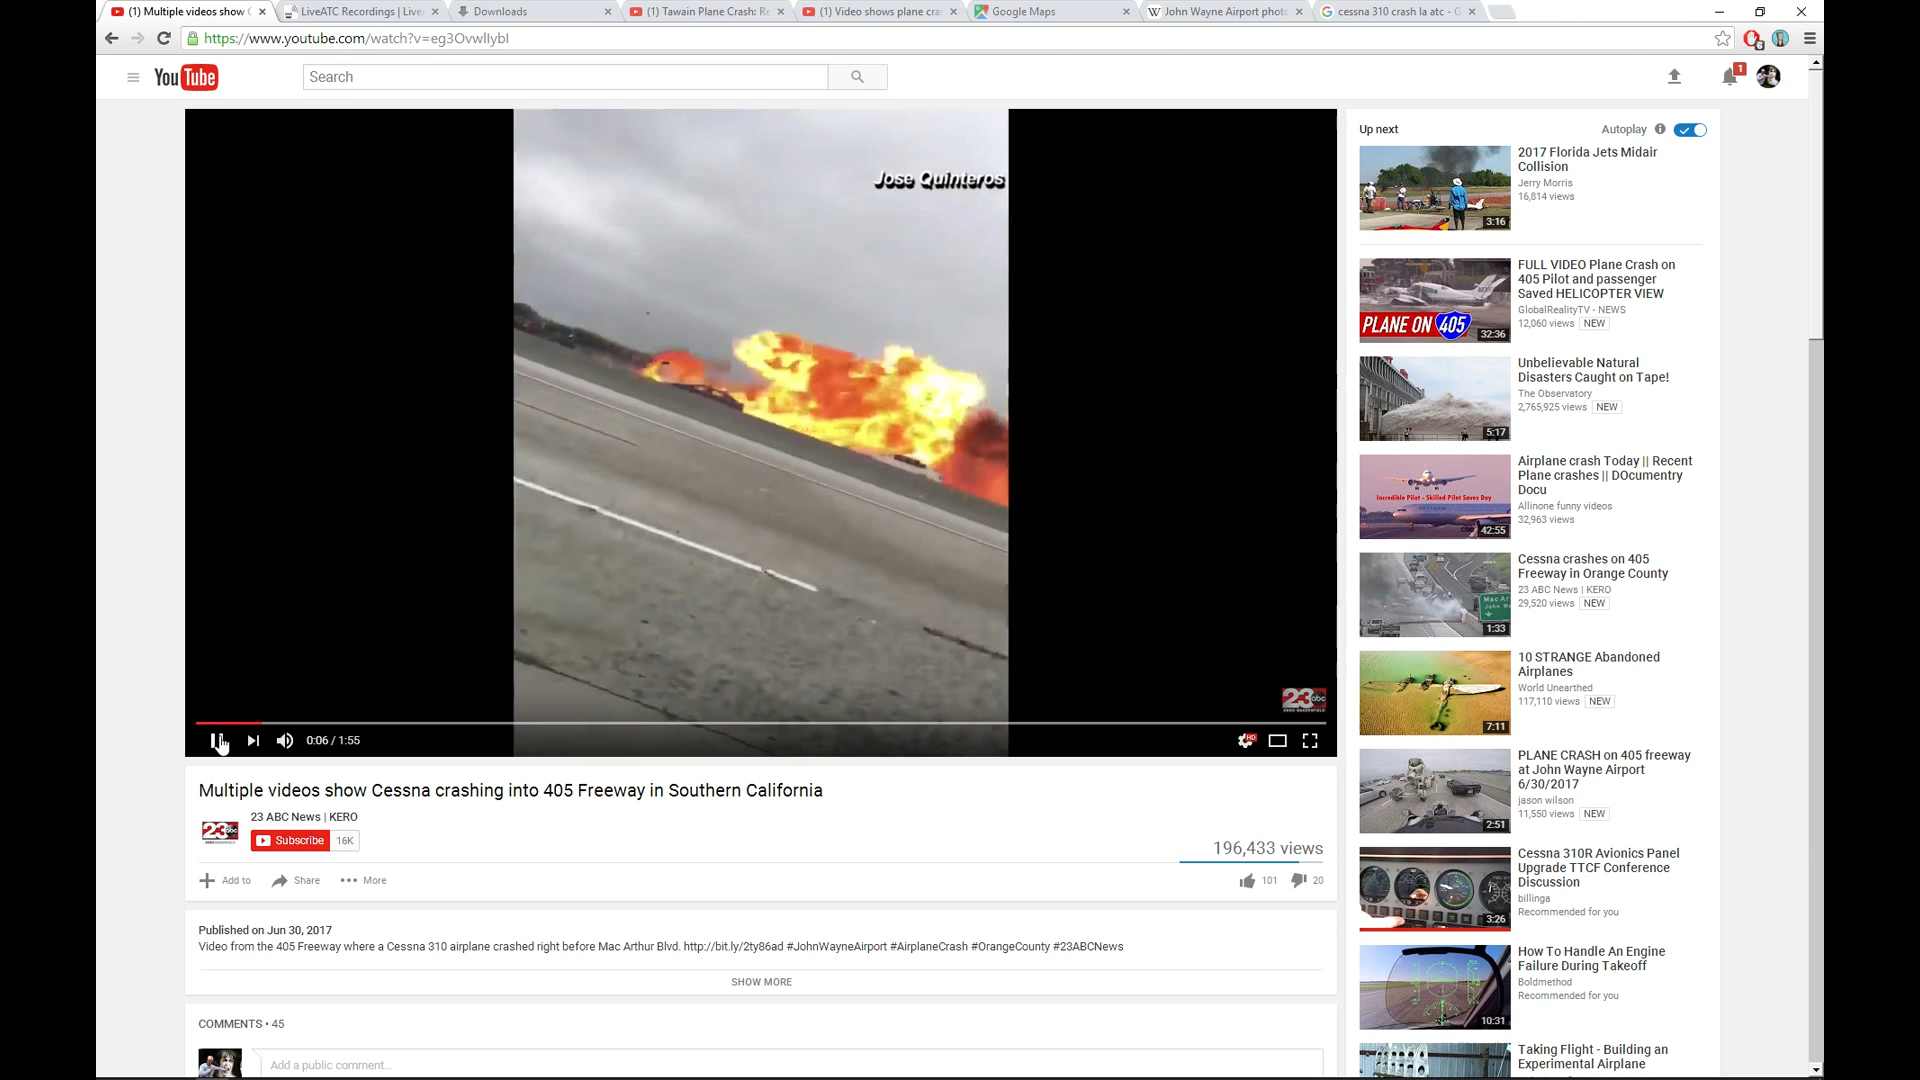 (1) Multiple videos show C
LiveATC Recordings | Live
Downloads
(1) Tawain Plane Crash: R
(1) Video shows plane cra
Google Maps
John Wayne Airport photo
cessna 310 crash la atc - G
https://www.youtube.com/watch?v=eg3OvwlIybI
YouTube
Search
1
Jose Quinteros
23 abc
0:06 / 1:55
HD
Multiple videos show Cessna crashing into 405 Freeway in Southern California
23 ABC News | KERO
Subscribe 16K
196,433 views
Add to
Share
More
101
20
Published on Jun 30, 2017
Video from the 405 Freeway where a Cessna 310 airplane crashed right before Mac Arthur Blvd. http://bit.ly/2ty86ad #JohnWayneAirport #AirplaneCrash #OrangeCounty #23ABCNews
SHOW MORE
COMMENTS • 45
Add a public comment...
Up next
Autoplay
3:16
2017 Florida Jets Midair
Collision
Jerry Morris
16,814 views
PLANE ON 405
32:36
FULL VIDEO Plane Crash on
405 Pilot and passenger
Saved HELICOPTER VIEW
GlobalRealityTV - NEWS
12,060 views NEW
5:17
Unbelievable Natural
Disasters Caught on Tape!
The Observatory
2,765,925 views NEW
Incredible Pilot - Skilled Pilot Saves Day
42:55
Airplane crash Today || Recent
Plane crashes || DOcumentry
Docu
Allinone funny videos
32,963 views
1:33
Cessna crashes on 405
Freeway in Orange County
23 ABC News | KERO
29,520 views NEW
7:11
10 STRANGE Abandoned
Airplanes
World Unearthed
117,110 views NEW
2:51
PLANE CRASH on 405 freeway
at John Wayne Airport
6/30/2017
jason wilson
11,550 views NEW
3:26
Cessna 310R Avionics Panel
Upgrade TTCF Conference
Discussion
billinga
Recommended for you
10:31
How To Handle An Engine
Failure During Takeoff
Boldmethod
Recommended for you
Taking Flight - Building an
Experimental Airplane